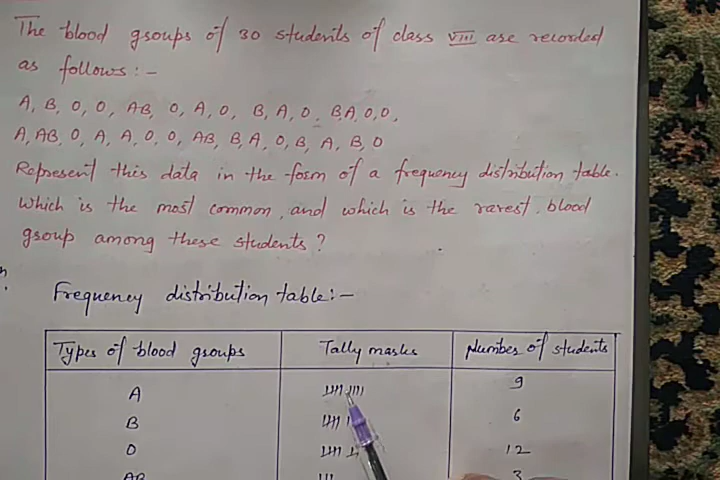 The blood groups of 30 students of class VIII are recorded
as follows:-
A, B, O, O, AB, O, A, O, B, A, O, B A, O, O,
A, AB, O, A, A, O, O, AB, B, A, O, B, A, B, O
Represent this data in the form of a frequency distribution table.
Which is the most common, and which is the rarest, blood
group among these students?
Frequency distribution table:-
Types of blood groups Tally marks Number of students
A 9
B 6
O 12
AB 3